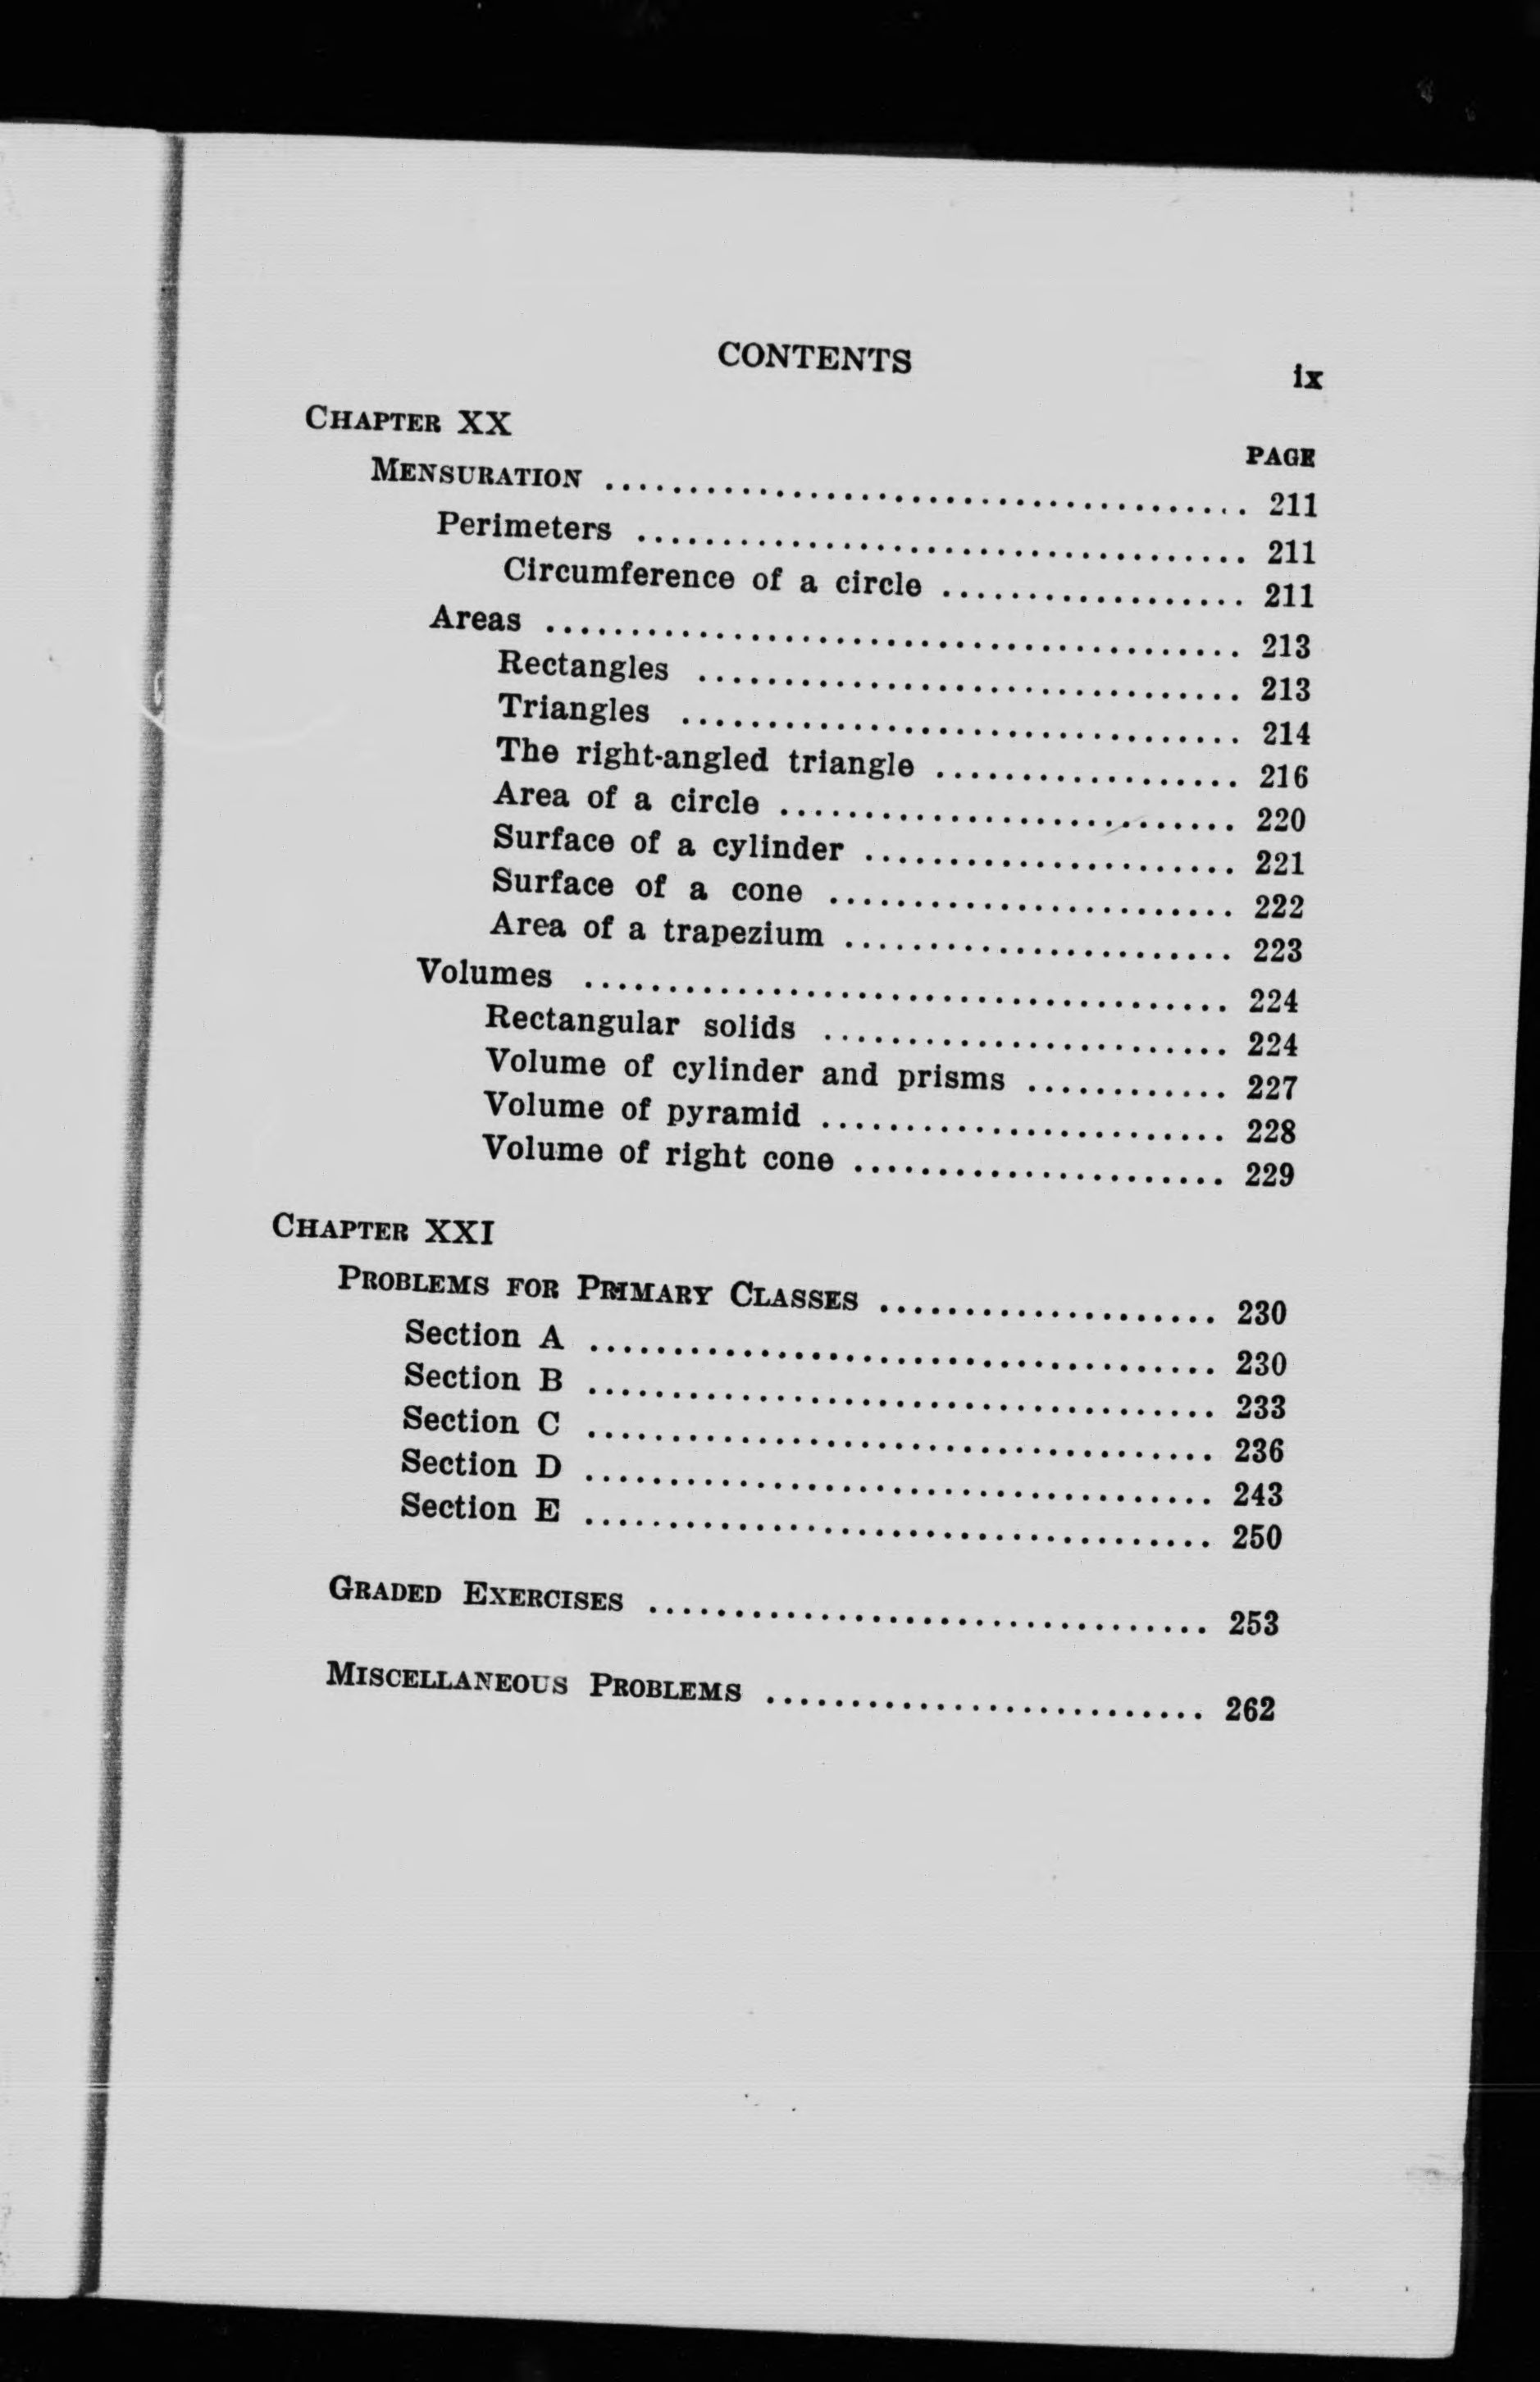 CONTENTS ix
CHAPTER XX
PAGE
MENSURATION ........................................ 211
Perimeters ..................................... 211
Circumference of a circle .................. 211
Areas .......................................... 213
Rectangles ................................. 213
Triangles .................................. 214
The right-angled triangle .................. 216
Area of a circle ........................... 220
Surface of a cylinder ...................... 221
Surface of a cone ........................ 222
Area of a trapezium ....................... 223
Volumes ....................................... 224
Rectangular solids ........................ 224
Volume of cylinder and prisms ............ 227
Volume of pyramid ........................ 228
Volume of right cone ...................... 229
CHAPTER XXI
PROBLEMS FOR PRIMARY CLASSES .................... 230
Section A ...................................... 230
Section B ...................................... 233
Section C ...................................... 236
Section D ...................................... 243
Section E ...................................... 250
GRADED EXERCISES .................................. 253
MISCELLANEOUS PROBLEMS .......................... 262